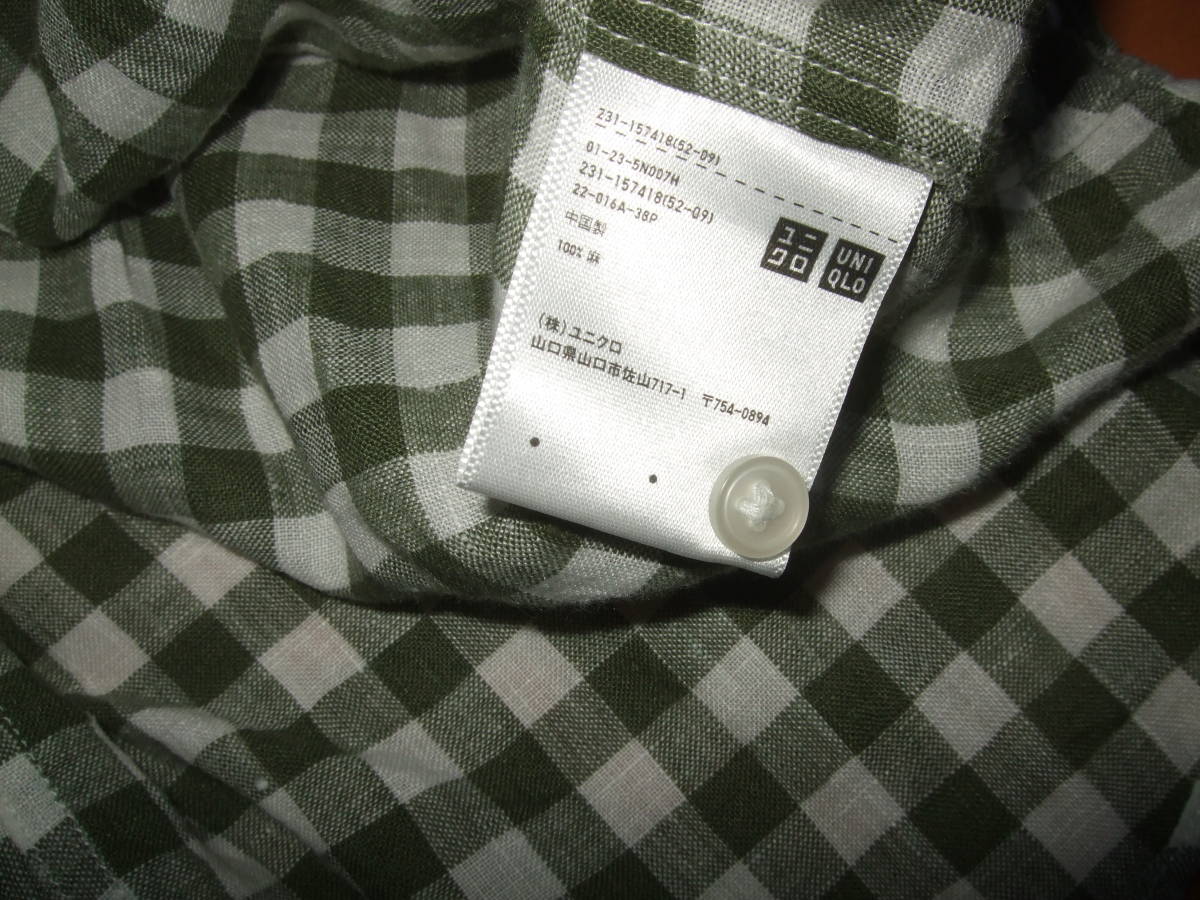 231-157418(52-09)
01-23-5N007H
231-157418(52-09)
22-016A-38P
中国製
100% 麻
ユニ
クロ
UNI
QLO
(株)ユニクロ
山口県山口市佐山717-1 〒754-0894